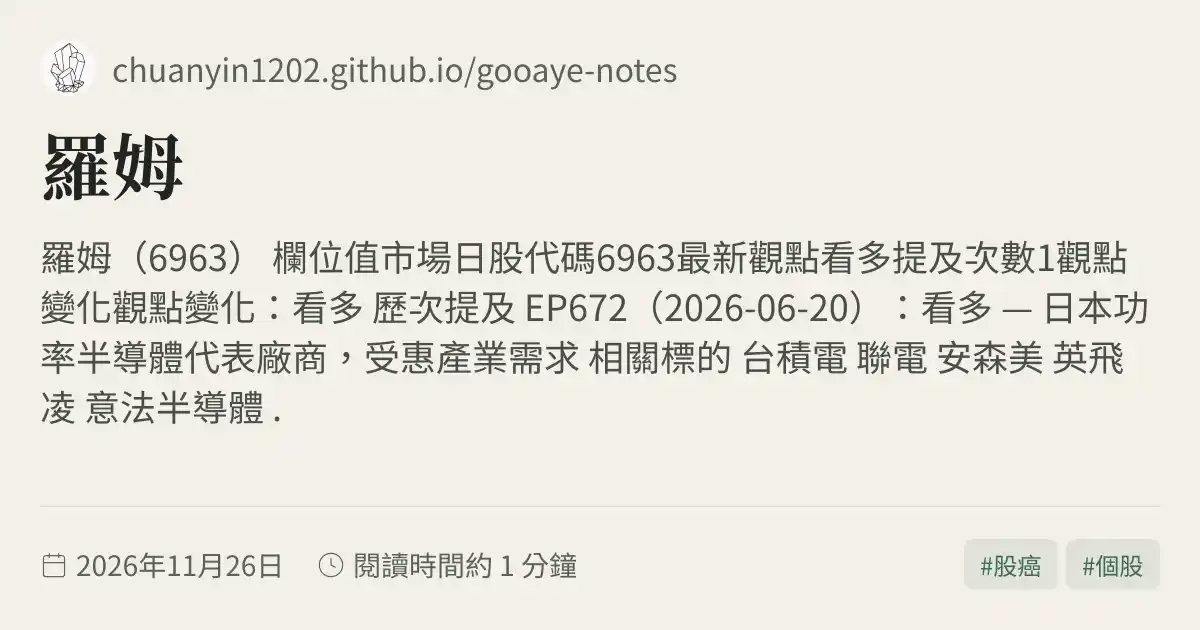 chuanyin1202.github.io/gooaye-notes
羅姆
羅姆（6963） 欄位值市場日股代碼6963最新觀點看多提及次數1觀點
變化觀點變化：看多 歷次提及 EP672（2026-06-20）：看多 — 日本功
率半導體代表廠商，受惠產業需求 相關標的 台積電 聯電 安森美 英飛
凌 意法半導體 .
2026年11月26日 閱讀時間約 1 分鐘 #股癌 #個股